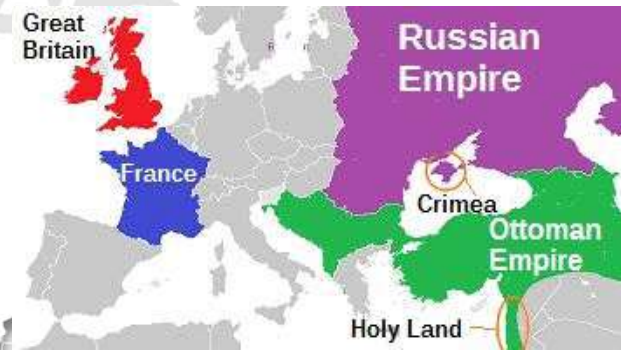 Great
Britain
Russian
Empire
France
Crimea
Ottoman
Empire
Holy Land